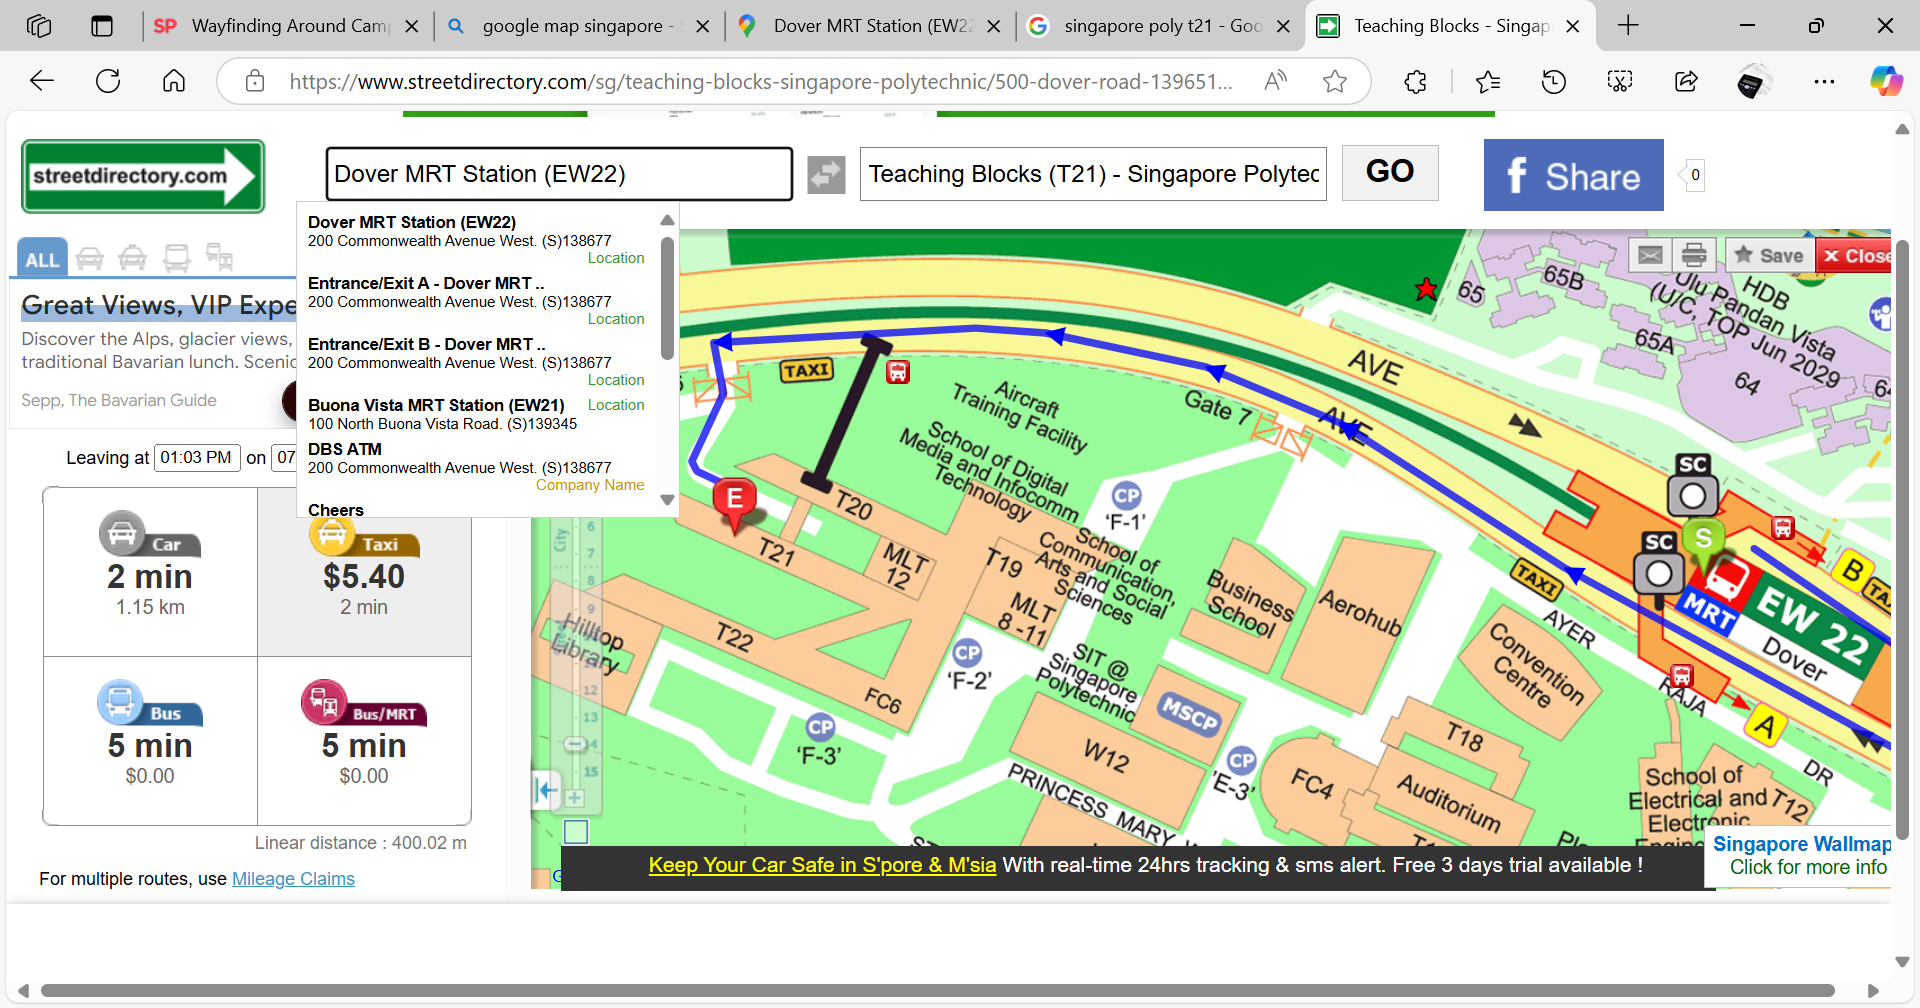 SP Wayfinding Around Cam
google map singapore -
Dover MRT Station (EW22
singapore poly t21 - Goo
Teaching Blocks - Singap
https://www.streetdirectory.com/sg/teaching-blocks-singapore-polytechnic/500-dover-road-139651...
streetdirectory.com
Dover MRT Station (EW22)
Teaching Blocks (T21) - Singapore Polytec
GO
f Share
0
Dover MRT Station (EW22)
200 Commonwealth Avenue West. (S)138677
Location
Entrance/Exit A - Dover MRT ..
200 Commonwealth Avenue West. (S)138677
Location
Entrance/Exit B - Dover MRT ..
200 Commonwealth Avenue West. (S)138677
Location
Buona Vista MRT Station (EW21) Location
100 North Buona Vista Road. (S)139345
DBS ATM
200 Commonwealth Avenue West. (S)138677
Company Name
Cheers
ALL
Great Views, VIP Expe
Discover the Alps, glacier views,
traditional Bavarian lunch. Scenic
Sepp, The Bavarian Guide
Leaving at 01:03 PM on 07
Car
2 min
1.15 km
Taxi
$5.40
2 min
Bus
5 min
$0.00
Bus/MRT
5 min
$0.00
Linear distance : 400.02 m
For multiple routes, use Mileage Claims
Save
X Close
65
65B
65A
64
64
HDB
Ulu Pandan Vista
(U/C, TOP Jun 2029
AVE
AVE
TAXI
Gate 7
Aircraft
Training Facility
School of Digital
Media and Infocomm
Technology
CP
'F-1'
E
T20
T21
MLT
12
T19
MLT
8 -11
School of
Communication,
Arts and Social
Sciences
Business
School
Aerohub
SC
SC
S
B
TAXI
TA
MRT
EW 22
Dover
AYER
RAJA
DR
A
Convention
Centre
Hilltop
Library
T22
FC6
CP
'F-2'
CP
'F-3'
SIT @
Singapore
Polytechnic
MSCP
W12
CP
'E-3'
PRINCESS MARY
FC4
T18
Auditorium
School of
Electrical and
Electronic
T12
City
6
7
8
9
12
13
14
15
Keep Your Car Safe in S'pore & M'sia With real-time 24hrs tracking & sms alert. Free 3 days trial available !
Singapore Wallmap
Click for more info